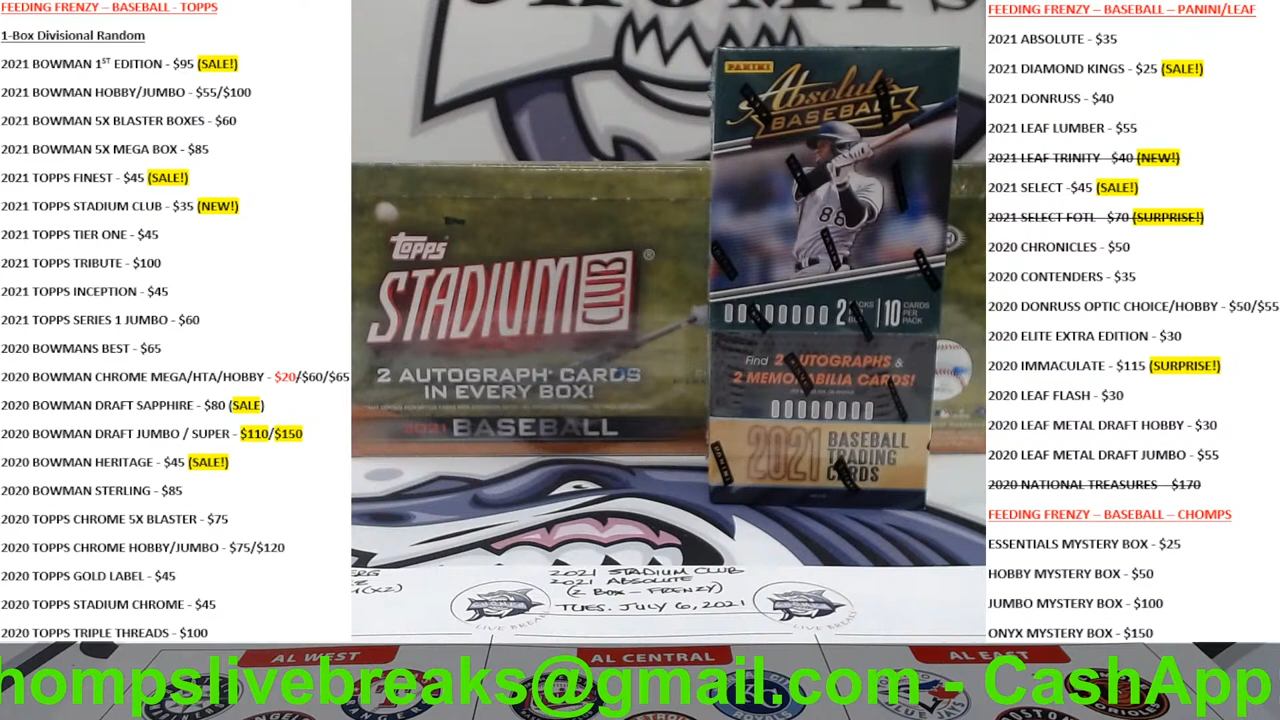 FEEDING FRENZY – BASEBALL - TOPPS
1-Box Divisional Random
2021 BOWMAN 1ST EDITION - $95 (SALE!)
2021 BOWMAN HOBBY/JUMBO - $55/$100
2021 BOWMAN 5X BLASTER BOXES - $60
2021 BOWMAN 5X MEGA BOX - $85
2021 TOPPS FINEST - $45 (SALE!)
2021 TOPPS STADIUM CLUB - $35 (NEW!)
2021 TOPPS TIER ONE - $45
2021 TOPPS TRIBUTE - $100
2021 TOPPS INCEPTION - $45
2021 TOPPS SERIES 1 JUMBO - $60
2020 BOWMANS BEST - $65
2020 BOWMAN CHROME MEGA/HTA/HOBBY - $20/$60/$65
2020 BOWMAN DRAFT SAPPHIRE - $80 (SALE)
2020 BOWMAN DRAFT JUMBO / SUPER - $110/$150
2020 BOWMAN HERITAGE - $45 (SALE!)
2020 BOWMAN STERLING - $85
2020 TOPPS CHROME 5X BLASTER - $75
2020 TOPPS CHROME HOBBY/JUMBO - $75/$120
2020 TOPPS GOLD LABEL - $45
2020 TOPPS STADIUM CHROME - $45
2020 TOPPS TRIPLE THREADS - $100
Topps
topps
STADIUM
CLUB
®
2 AUTOGRAPH CARDS
IN EVERY BOX!
2021 BASEBALL
PANINI
Absolute
BASEBALL
88
2 PACKS
10 CARDS
PER
PACK
Find 2 AUTOGRAPHS &
2 MEMORABILIA CARDS!
2021 BASEBALL
TRADING
CARDS
PANINI
2021 STADIUM CLUB
2021 ABSOLUTE
(2 BOX - FRENZY)
TUES. JULY 6, 2021
LIVE BREAKS
LIVE BREAKS
FEEDING FRENZY – BASEBALL – PANINI/LEAF
2021 ABSOLUTE - $35
2021 DIAMOND KINGS - $25 (SALE!)
2021 DONRUSS - $40
2021 LEAF LUMBER - $55
2021 LEAF TRINITY - $40 (NEW!)
2021 SELECT -$45 (SALE!)
2021 SELECT FOTL - $70 (SURPRISE!)
2020 CHRONICLES - $50
2020 CONTENDERS - $35
2020 DONRUSS OPTIC CHOICE/HOBBY - $50/$55
2020 ELITE EXTRA EDITION - $30
2020 IMMACULATE - $115 (SURPRISE!)
2020 LEAF FLASH - $30
2020 LEAF METAL DRAFT HOBBY - $30
2020 LEAF METAL DRAFT JUMBO - $55
2020 NATIONAL TREASURES - $170
FEEDING FRENZY – BASEBALL – CHOMPS
ESSENTIALS MYSTERY BOX - $25
HOBBY MYSTERY BOX - $50
JUMBO MYSTERY BOX - $100
ONYX MYSTERY BOX - $150
AL WEST
AL CENTRAL
AL EAST
hompslivebreaks@gmail.com - CashApp